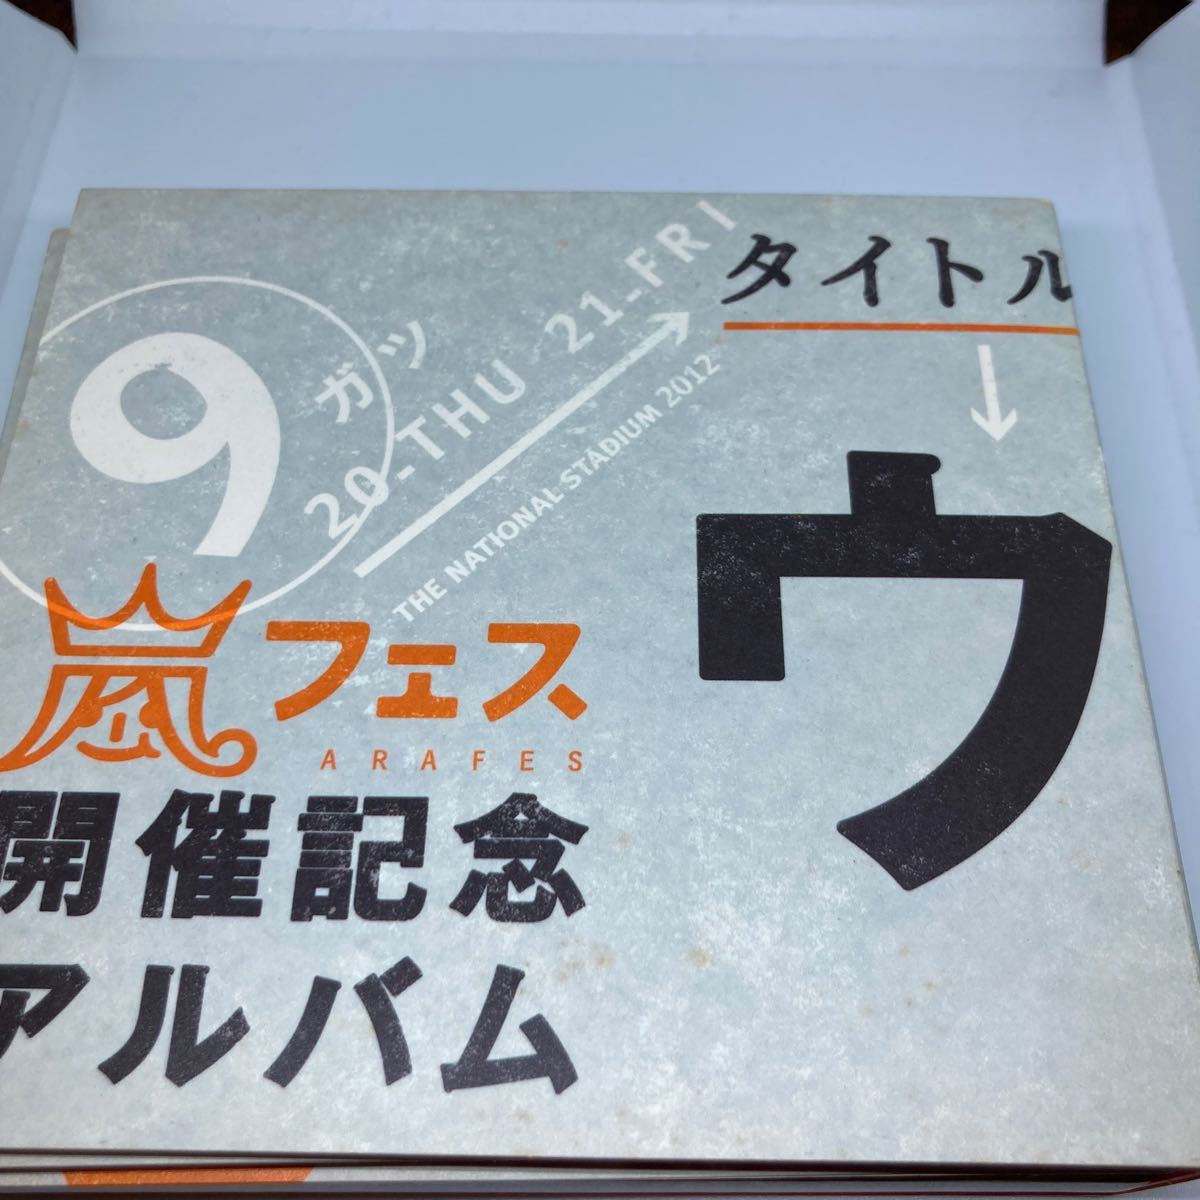 9
ガツ
20-THU 21-FRI
THE NATIONAL STADIUM 2012
タイトル
ウ
嵐フェス
ARAFES
開催記念
アルバム